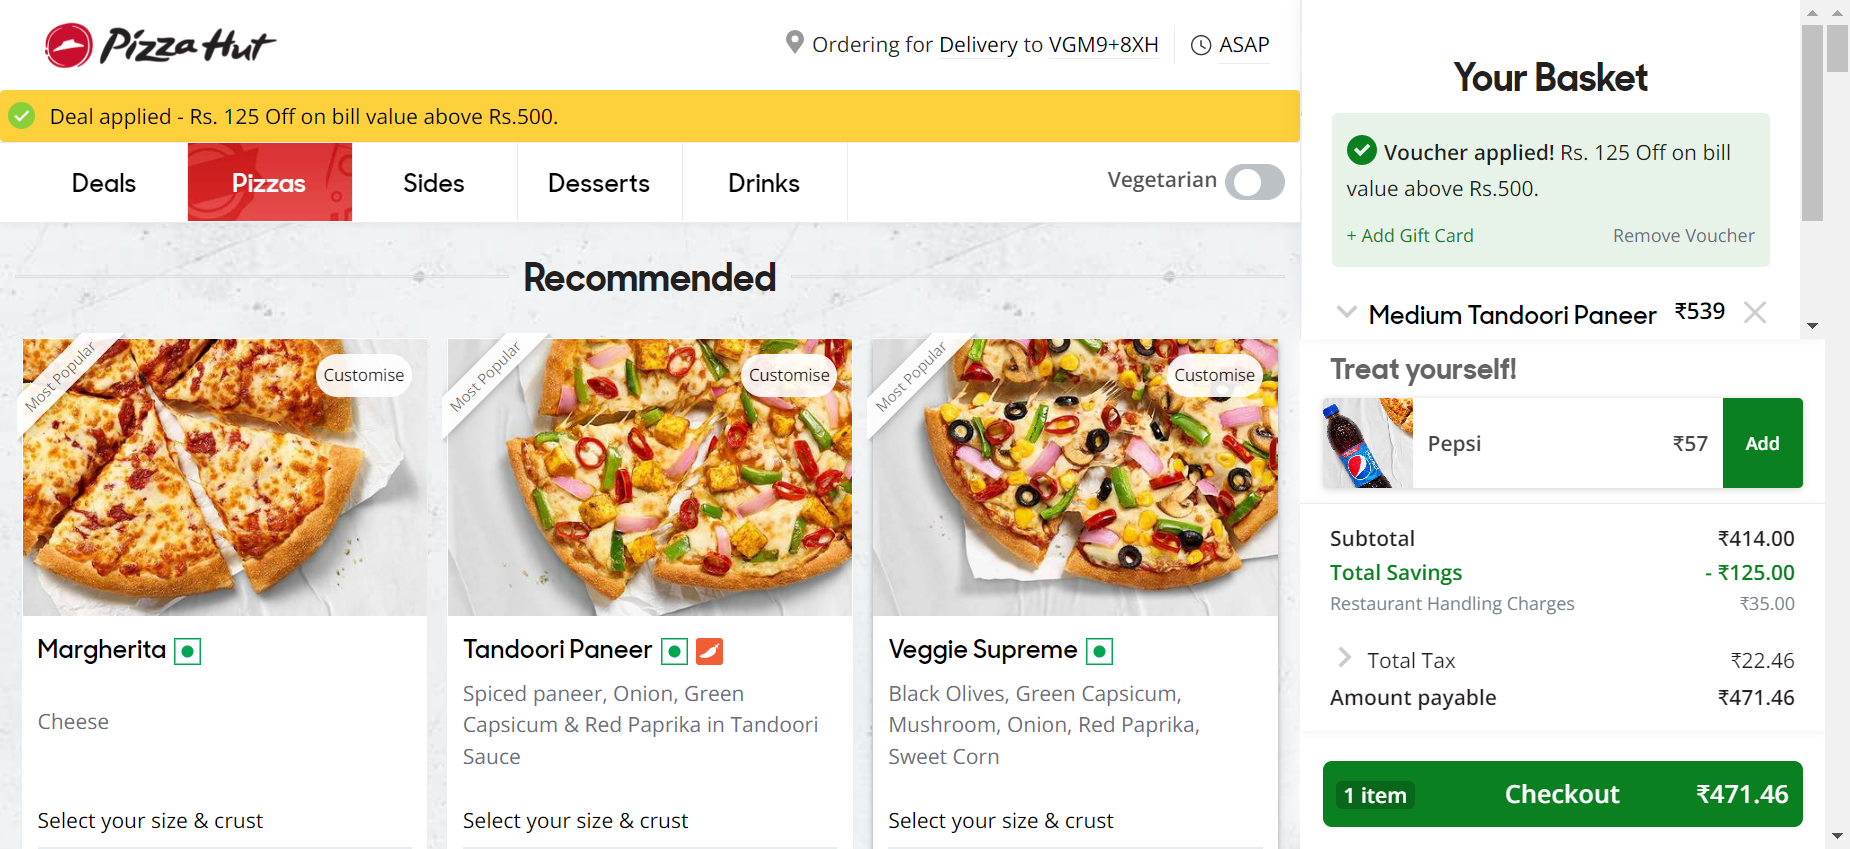 Pizza Hut
Ordering for Delivery to VGM9+8XH
ASAP
Deal applied - Rs. 125 Off on bill value above Rs.500.
Deals
Pizzas
Sides
Desserts
Drinks
Vegetarian
Recommended
Most Popular
Customise
Margherita
Cheese
Select your size & crust
Most Popular
Customise
Tandoori Paneer
Spiced paneer, Onion, Green
Capsicum & Red Paprika in Tandoori
Sauce
Select your size & crust
Most Popular
Customise
Veggie Supreme
Black Olives, Green Capsicum,
Mushroom, Onion, Red Paprika,
Sweet Corn
Select your size & crust
Your Basket
Voucher applied! Rs. 125 Off on bill
value above Rs.500.
+ Add Gift Card
Remove Voucher
Medium Tandoori Paneer ₹539
Treat yourself!
Pepsi ₹57 Add
Subtotal ₹414.00
Total Savings - ₹125.00
Restaurant Handling Charges ₹35.00
Total Tax ₹22.46
Amount payable ₹471.46
1 item Checkout ₹471.46